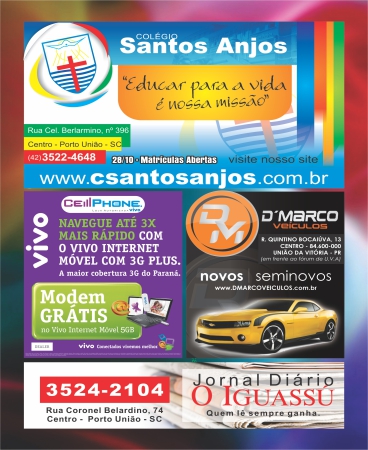 COLÉGIO
Santos Anjos
"Educar para a vida
é nossa missão"
Rua Cel. Berlarmino, nº 396
Centro - Porto União - SC
(42) 3522-4648
28/10 - Matrículas Abertas
visite nosso site
www.csantosanjos.com.br
CELLPHONE
vivo
vivo
NAVEGUE ATÉ 3X
MAIS RÁPIDO COM
O VIVO INTERNET
MÓVEL COM 3G PLUS.
A maior cobertura 3G do Paraná.
Modem
GRÁTIS
no Vivo Internet Móvel 5GB
vivo Conectados vivemos melhor
DM
D'MARCO
VEICULOS
R. QUINTINO BOCAIÚVA, 13
CENTRO - 84.600-000
UNIÃO DA VITÓRIA - PR
(em frente ao fórum de U.V.A)
novos | seminovos
www.DMARCOVEICULOS.com.br
3524-2104
Rua Coronel Belardino, 74
Centro - Porto União - SC
Jornal Diário
O IGUASSÚ
Quem lê sempre ganha.